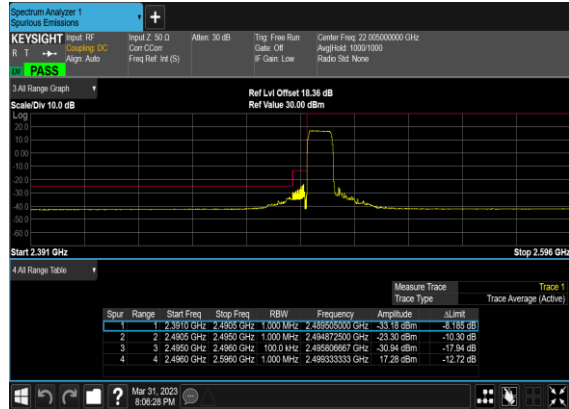 Spectrum Analyzer 1
Spurious Emissions
KEYSIGHT Input: RF Input Z: 50 Ω Atten: 30 dB Trig: Free Run Center Freq: 22.005000000 GHz
R T Coupling: DC Corr CCorr Gate: Off Avg|Hold: 1000/1000
Align: Auto Freq Ref: Int (S) IF Gain: Low Radio Std: None
PASS
3 All Range Graph
Ref Lvl Offset 18.36 dB
Scale/Div 10.0 dB Ref Value 30.00 dBm
Log
20.0
10.0
0.00
-10.0
-20.0
-30.0
-40.0
-50.0
-60.0
Start 2.391 GHz Stop 2.596 GHz
4 All Range Table
Measure Trace Trace 1
Trace Type Trace Average (Active)
Spur Range Start Freq Stop Freq RBW Frequency Amplitude ΔLimit
1 1 2.3910 GHz 2.4905 GHz 1.000 MHz 2.489505000 GHz -33.18 dBm -8.185 dB
2 2 2.4905 GHz 2.4950 GHz 1.000 MHz 2.494872500 GHz -23.30 dBm -10.30 dB
3 3 2.4950 GHz 2.4960 GHz 100.0 kHz 2.495806667 GHz -30.94 dBm -17.94 dB
4 4 2.4960 GHz 2.5960 GHz 1.000 MHz 2.499333333 GHz 17.28 dBm -12.72 dB
Mar 31, 2023
8:06:28 PM